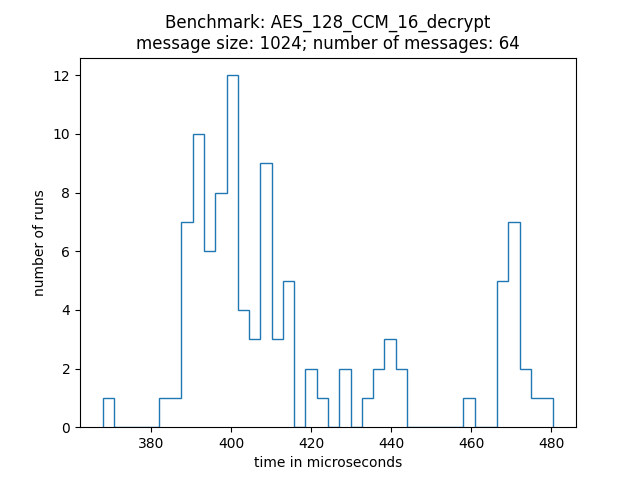 Benchmark: AES_128_CCM_16_decrypt
message size: 1024; number of messages: 64
12
10
8
6
4
2
0
number of runs
380 400 420 440 460 480
time in microseconds